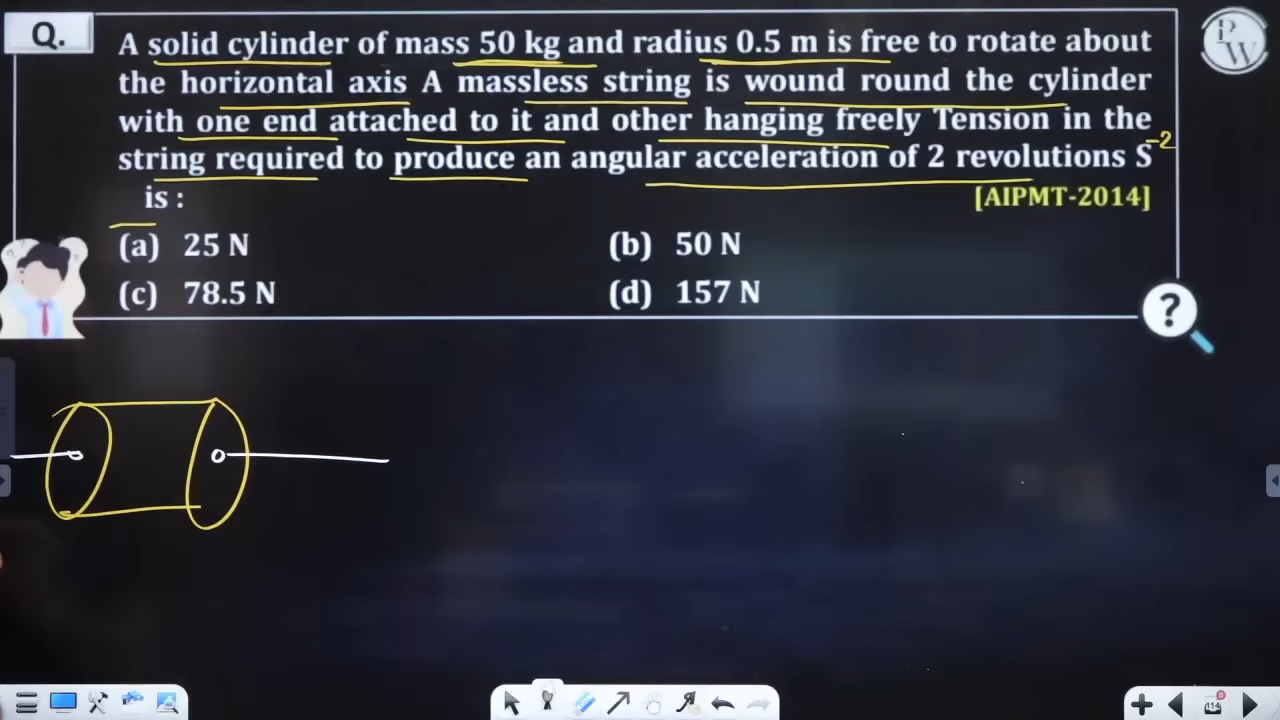 Q.
A solid cylinder of mass 50 kg and radius 0.5 m is free to rotate about
the horizontal axis A massless string is wound round the cylinder
with one end attached to it and other hanging freely Tension in the
string required to produce an angular acceleration of 2 revolutions S⁻²
is :
[AIPMT-2014]
(a) 25 N
(b) 50 N
(c) 78.5 N
(d) 157 N
?
P
W
114